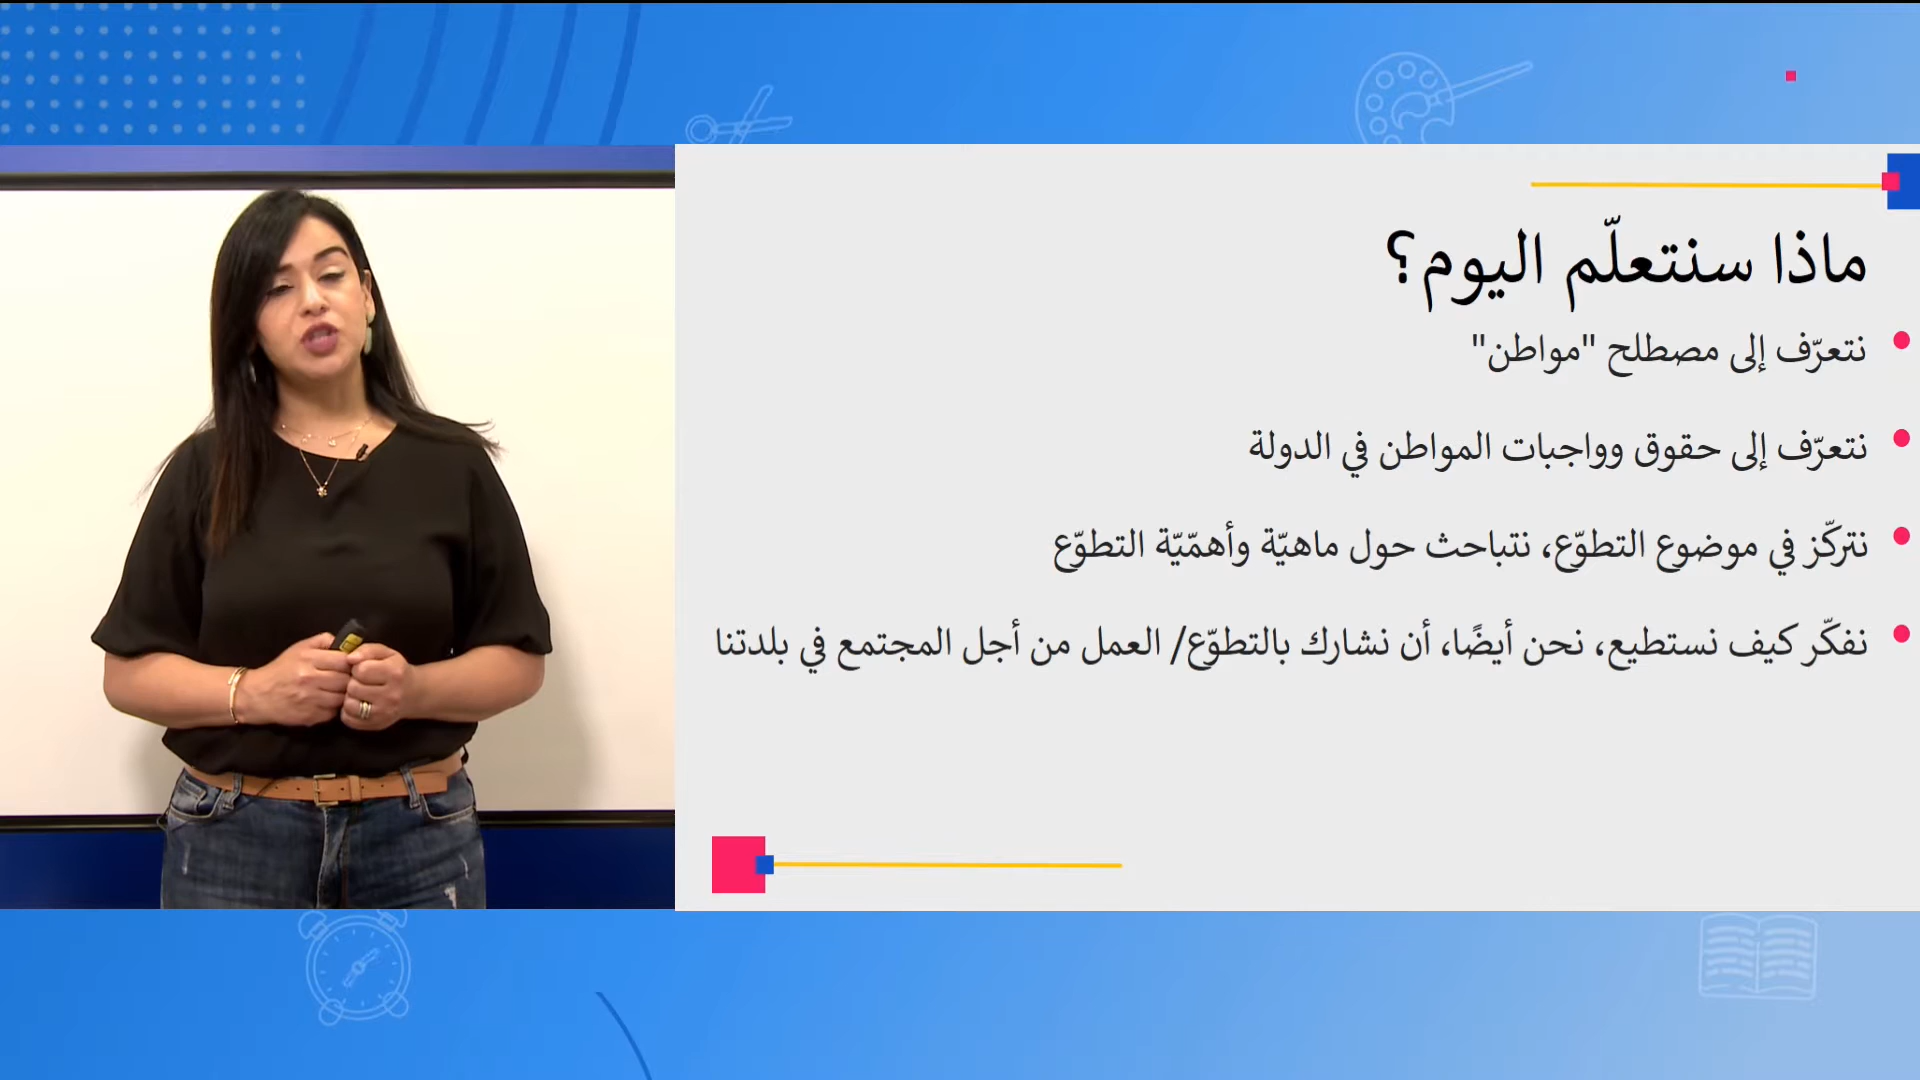 ماذا سنتعلّم اليوم؟
نتعرّف إلى مصطلح "مواطن"
نتعرّف إلى حقوق وواجبات المواطن في الدولة
نتركّز في موضوع التطوّع، نتباحث حول ماهيّة وأهمّيّة التطوّع
نفكّر كيف نستطيع، نحن أيضًا، أن نشارك بالتطوّع/ العمل من أجل المجتمع في بلدتنا